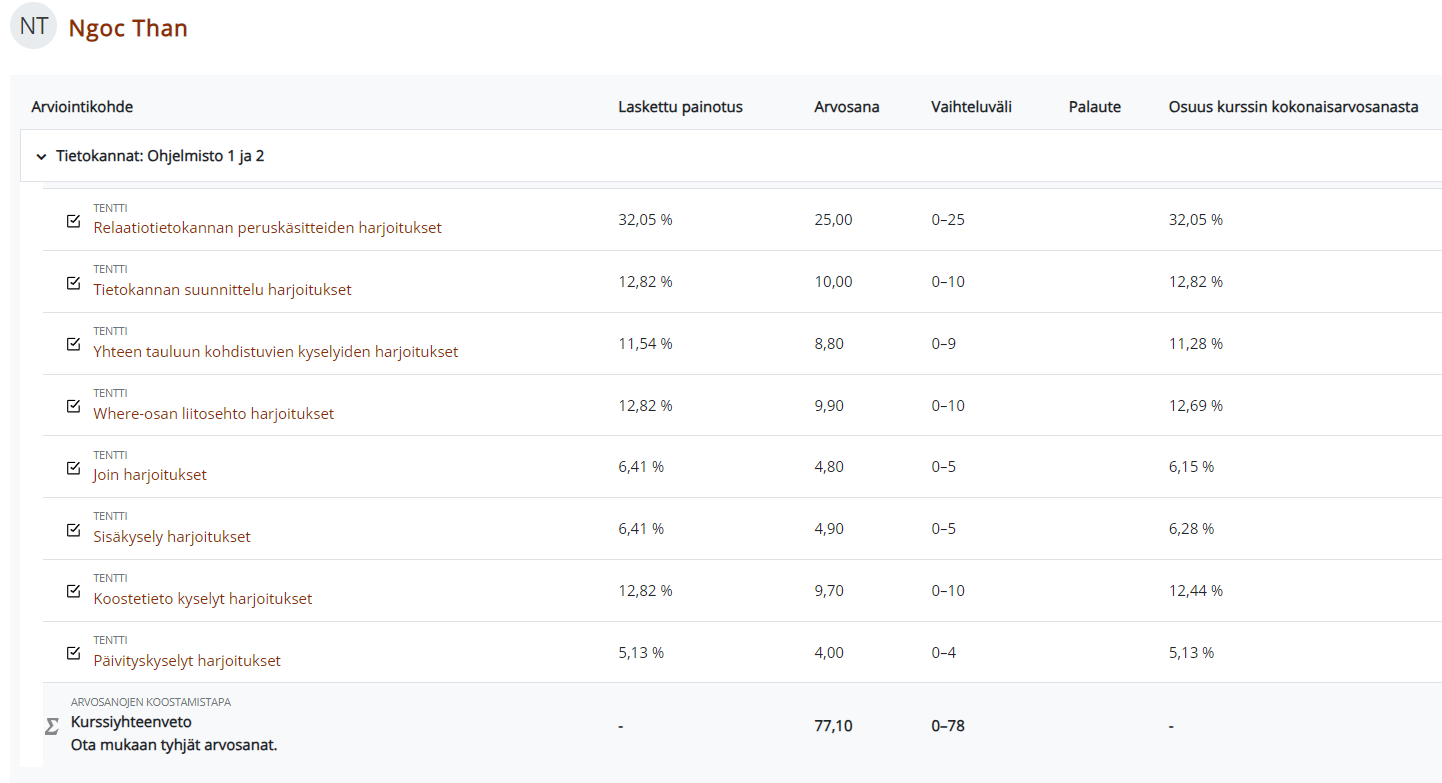 NT Ngoc Than
Arviointikohde Laskettu painotus Arvosana Vaihteluväli Palaute Osuus kurssin kokonaisarvosanasta
Tietokannat: Ohjelmisto 1 ja 2
TENTTI
Relaatiotietokannan peruskäsitteiden harjoitukset 32,05 % 25,00 0–25 32,05 %
TENTTI
Tietokannan suunnittelu harjoitukset 12,82 % 10,00 0–10 12,82 %
TENTTI
Yhteen tauluun kohdistuvien kyselyiden harjoitukset 11,54 % 8,80 0–9 11,28 %
TENTTI
Where-osan liitosehto harjoitukset 12,82 % 9,90 0–10 12,69 %
TENTTI
Join harjoitukset 6,41 % 4,80 0–5 6,15 %
TENTTI
Sisäkysely harjoitukset 6,41 % 4,90 0–5 6,28 %
TENTTI
Koostetieto kyselyt harjoitukset 12,82 % 9,70 0–10 12,44 %
TENTTI
Päivityskyselyt harjoitukset 5,13 % 4,00 0–4 5,13 %
ARVOSANOJEN KOOSTAMISTAPA
Σ Kurssiyhteenveto - 77,10 0–78 -
Ota mukaan tyhjät arvosanat.